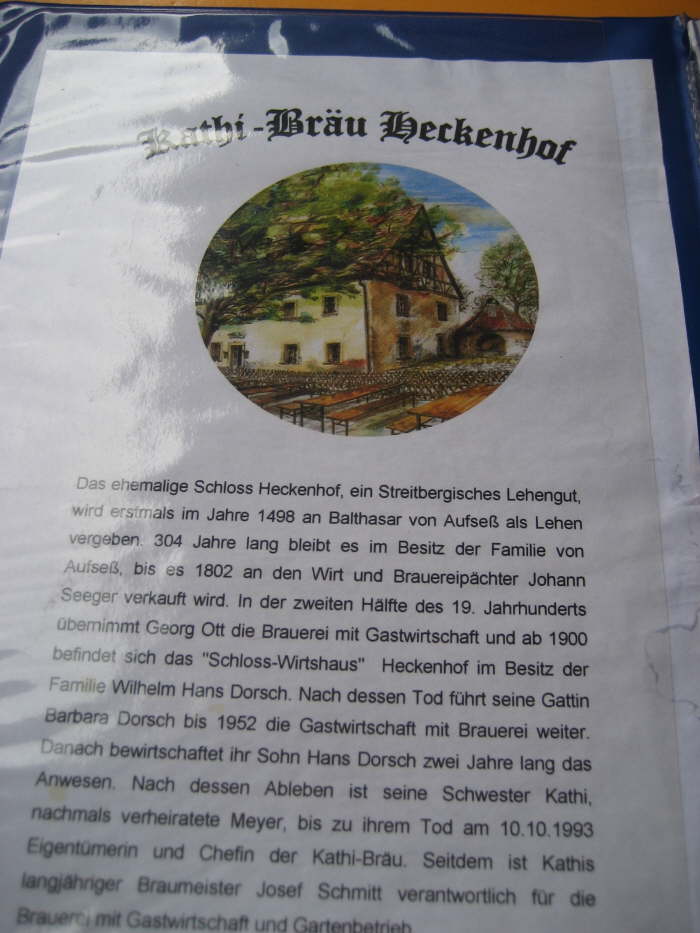 Kathi-Bräu Heckenhof
Das ehemalige Schloss Heckenhof, ein Streitbergisches Lehengut,
wird erstmals im Jahre 1498 an Balthasar von Aufseß als Lehen
vergeben. 304 Jahre lang bleibt es im Besitz der Familie von
Aufseß, bis es 1802 an den Wirt und Brauereipächter Johann
Seeger verkauft wird. In der zweiten Hälfte des 19. Jahrhunderts
übernimmt Georg Ott die Brauerei mit Gastwirtschaft und ab 1900
befindet sich das "Schloss-Wirtshaus" Heckenhof im Besitz der
Familie Wilhelm Hans Dorsch. Nach dessen Tod führt seine Gattin
Barbara Dorsch bis 1952 die Gastwirtschaft mit Brauerei weiter.
Danach bewirtschaftet ihr Sohn Hans Dorsch zwei Jahre lang das
Anwesen. Nach dessen Ableben ist seine Schwester Kathi,
nachmals verheiratete Meyer, bis zu ihrem Tod am 10.10.1993
Eigentümerin und Chefin der Kathi-Bräu. Seitdem ist Kathis
langjähriger Braumeister Josef Schmitt verantwortlich für die
Brauerei mit Gastwirtschaft und Gartenbetrieb.